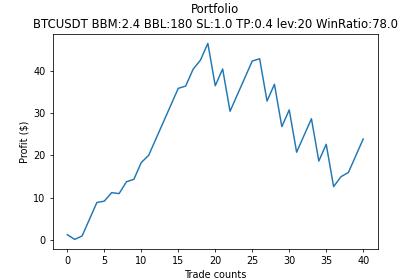 Portfolio
BTCUSDT BBM:2.4 BBL:180 SL:1.0 TP:0.4 lev:20 WinRatio:78.0
40
30
20
10
0
Profit ($)
0 5 10 15 20 25 30 35 40
Trade counts